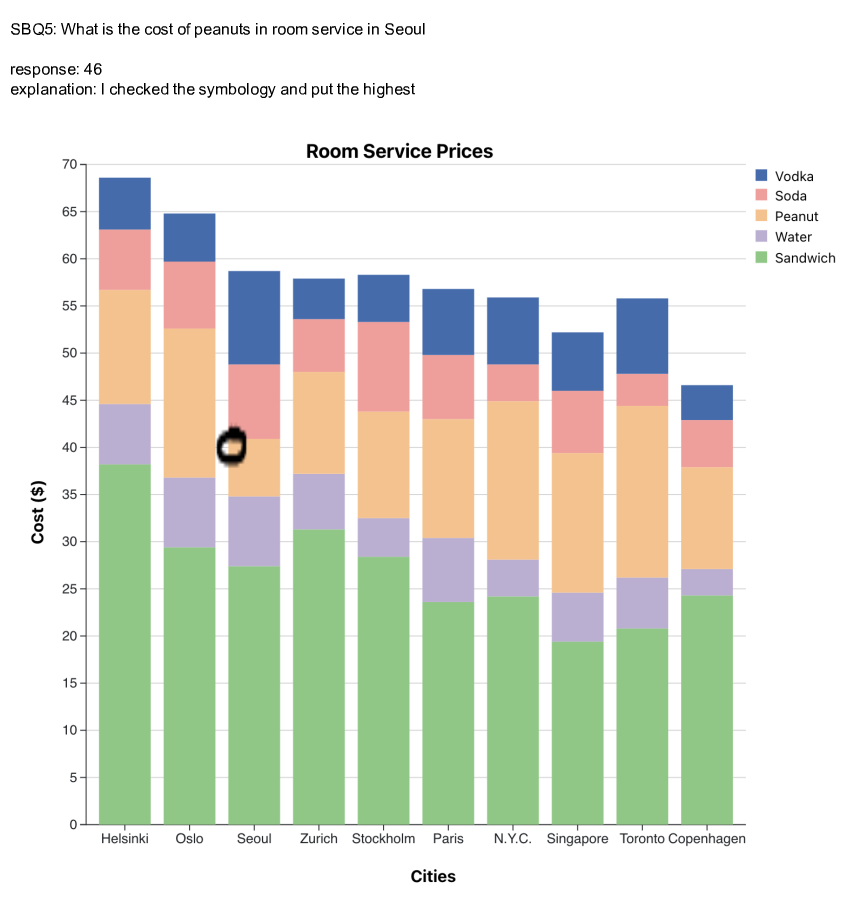 SBQ5: What is the cost of peanuts in room service in Seoul
response: 46
explanation: I checked the symbology and put the highest
Room Service Prices
70
65
60
55
50
45
40
35
30
25
20
15
10
5
0
Cost ($)
Vodka
Soda
Peanut
Water
Sandwich
Helsinki Oslo Seoul Zurich Stockholm Paris N.Y.C. Singapore Toronto Copenhagen
Cities